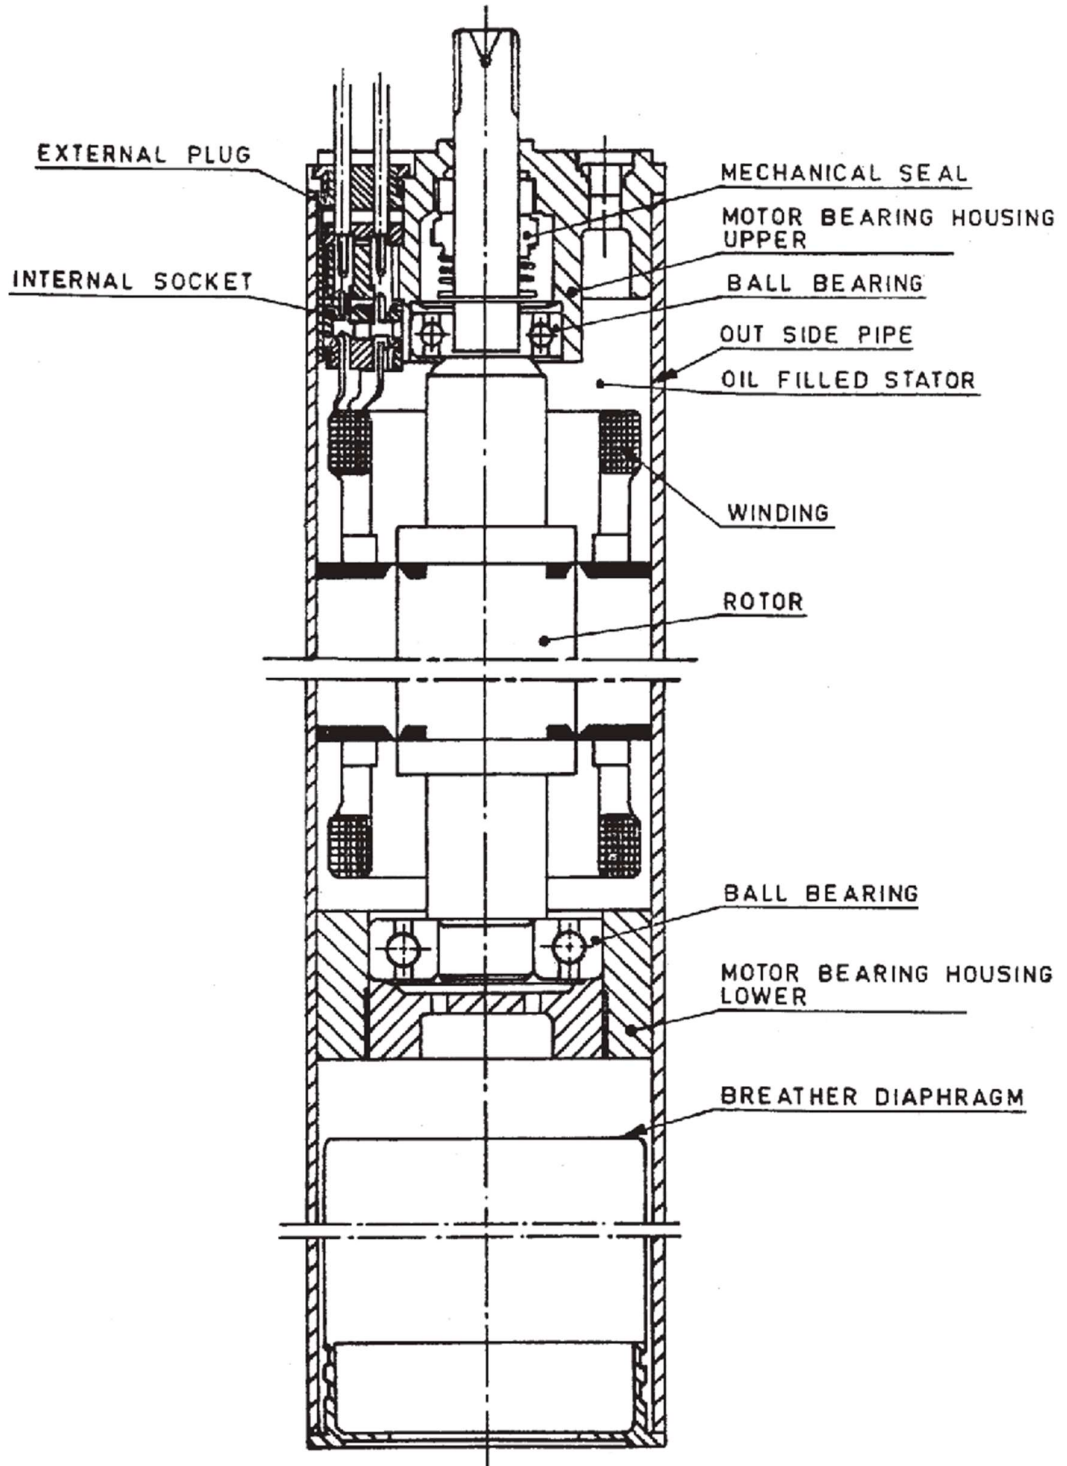 EXTERNAL PLUG
MECHANICAL SEAL
MOTOR BEARING HOUSING
UPPER
INTERNAL SOCKET
BALL BEARING
OUT SIDE PIPE
OIL FILLED STATOR
WINDING
ROTOR
BALL BEARING
MOTOR BEARING HOUSING
LOWER
BREATHER DIAPHRAGM